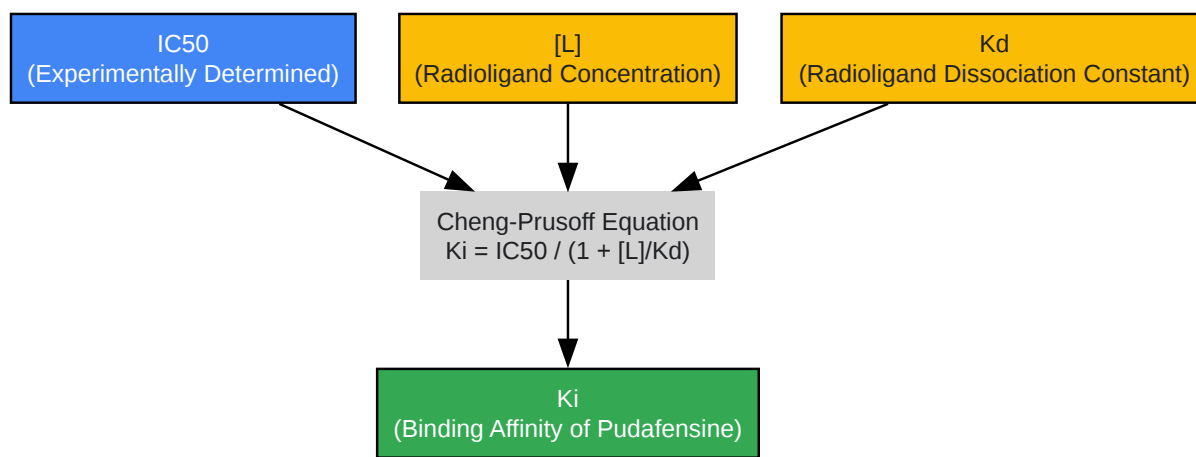 IC50
(Experimentally Determined)
[L]
(Radioligand Concentration)
Kd
(Radioligand Dissociation Constant)
Cheng-Prusoff Equation
Ki = IC50 / (1 + [L]/Kd)
Ki
(Binding Affinity of Pudafensine)